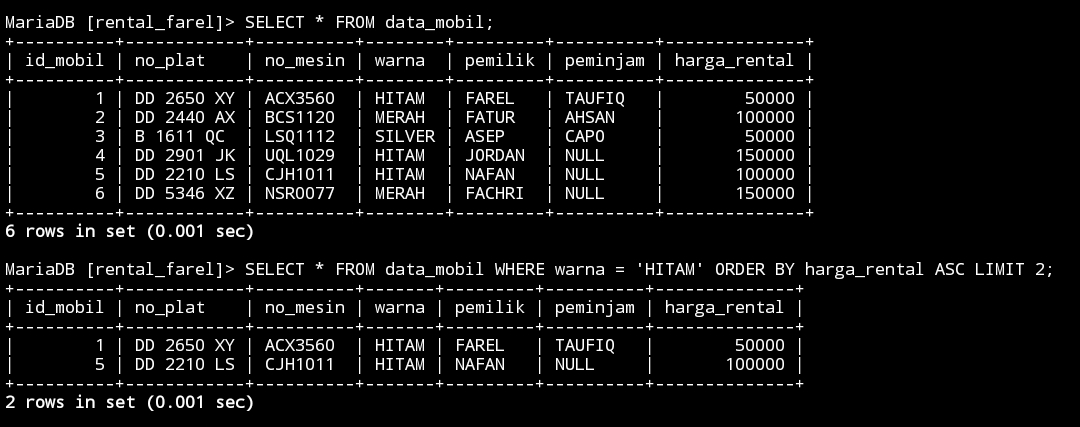 MariaDB [rental_farel]> SELECT * FROM data_mobil;
+----------+------------+----------+--------+---------+----------+--------------+
| id_mobil | no_plat    | no_mesin | warna  | pemilik | peminjam | harga_rental |
+----------+------------+----------+--------+---------+----------+--------------+
|        1 | DD 2650 XY | ACX3560  | HITAM  | FAREL   | TAUFIQ   |        50000 |
|        2 | DD 2440 AX | BCS1120  | MERAH  | FATUR   | AHSAN    |       100000 |
|        3 | B 1611 QC  | LSQ1112  | SILVER | ASEP    | CAPO     |        50000 |
|        4 | DD 2901 JK | UQL1029  | HITAM  | JORDAN  | NULL     |       150000 |
|        5 | DD 2210 LS | CJH1011  | HITAM  | NAFAN   | NULL     |       100000 |
|        6 | DD 5346 XZ | NSR0077  | MERAH  | FACHRI  | NULL     |       150000 |
+----------+------------+----------+--------+---------+----------+--------------+
6 rows in set (0.001 sec)

MariaDB [rental_farel]> SELECT * FROM data_mobil WHERE warna = 'HITAM' ORDER BY harga_rental ASC LIMIT 2;
+----------+------------+----------+-------+---------+----------+--------------+
| id_mobil | no_plat    | no_mesin | warna | pemilik | peminjam | harga_rental |
+----------+------------+----------+-------+---------+----------+--------------+
|        1 | DD 2650 XY | ACX3560  | HITAM | FAREL   | TAUFIQ   |        50000 |
|        5 | DD 2210 LS | CJH1011  | HITAM | NAFAN   | NULL     |       100000 |
+----------+------------+----------+-------+---------+----------+--------------+
2 rows in set (0.001 sec)